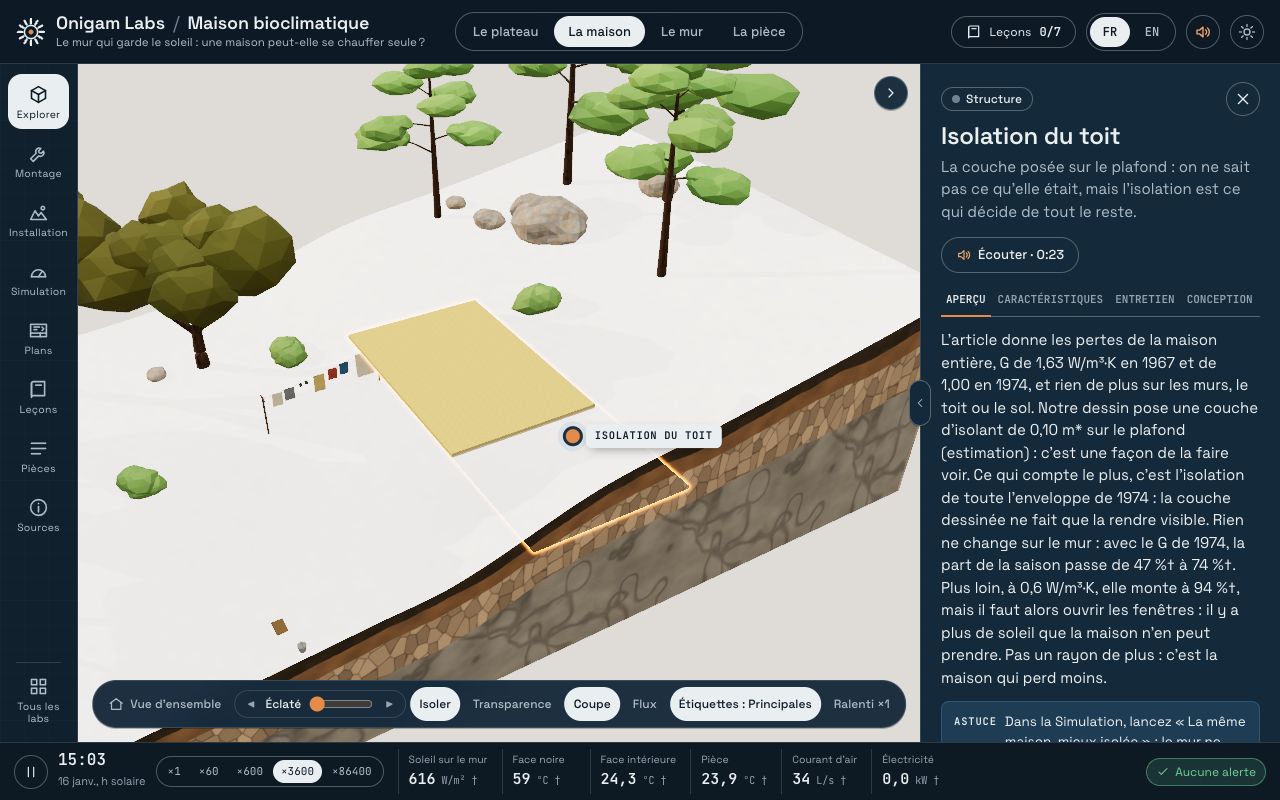 Origam Labs / Maison bioclimatique
Le mur qui garde le soleil : une maison peut-elle se chauffer seule ?
Le plateau
La maison
Le mur
La pièce
Leçons 0/7
FR
EN
Explorer
Montage
Installation
Simulation
Plans
Leçons
Pièces
Sources
Tous les
labs
ISOLATION DU TOIT
Structure
Isolation du toit
La couche posée sur le plafond : on ne sait
pas ce qu'elle était, mais l'isolation est ce
qui décide de tout le reste.
Écouter · 0:23
APERÇU
CARACTÉRISTIQUES
ENTRETIEN
CONCEPTION
L'article donne les pertes de la maison
entière, G de 1,63 W/m³·K en 1967 et de
1,00 en 1974, et rien de plus sur les murs, le
toit ou le sol. Notre dessin pose une couche
d'isolant de 0,10 m* sur le plafond
(estimation) : c'est une façon de la faire
voir. Ce qui compte le plus, c'est l'isolation
de toute l'enveloppe de 1974 : la couche
dessinée ne fait que la rendre visible. Rien
ne change sur le mur : avec le G de 1974, la
part de la saison passe de 47 %† à 74 %†.
Plus loin, à 0,6 W/m³·K, elle monte à 94 %†,
mais il faut alors ouvrir les fenêtres : il y a
plus de soleil que la maison n'en peut
prendre. Pas un rayon de plus : c'est la
maison qui perd moins.
ASTUCE Dans la Simulation, lancez « La même
maison, mieux isolée » : le mur ne
Vue d'ensemble
Éclaté
Isoler
Transparence
Coupe
Flux
Étiquettes : Principales
Ralenti ×1
15:03
16 janv., h solaire
×1
×60
×600
×3600
×86400
Soleil sur le mur
616 W/m² †
Face noire
59 °C †
Face intérieure
24,3 °C †
Pièce
23,9 °C †
Courant d'air
34 L/s †
Électricité
0,0 kW †
Aucune alerte